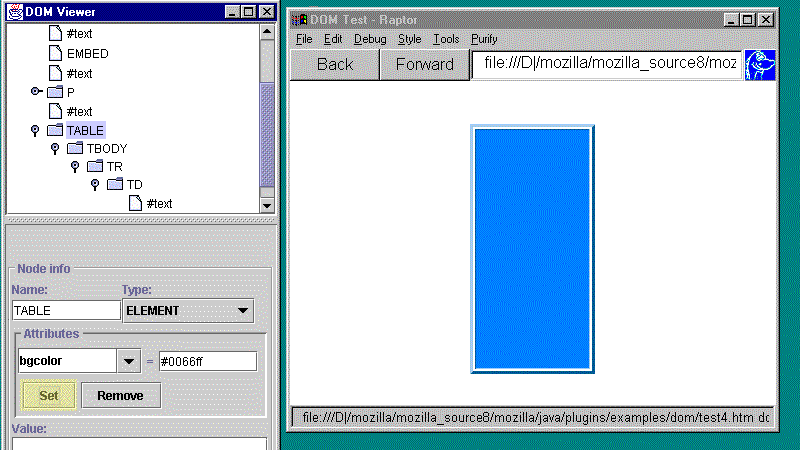 DOM Viewer
#text
EMBED
#text
P
#text
TABLE
TBODY
TR
TD
#text
Node info
Name:
Type:
TABLE
ELEMENT
Attributes
bgcolor
=
#0066ff
Set
Remove
Value:
DOM Test - Raptor
File Edit Debug Style Tools Purify
Back
Forward
file:///D|/mozilla/mozilla_source8/moz
file:///D|/mozilla/mozilla_source8/mozilla/java/plugins/examples/dom/test4.htm do